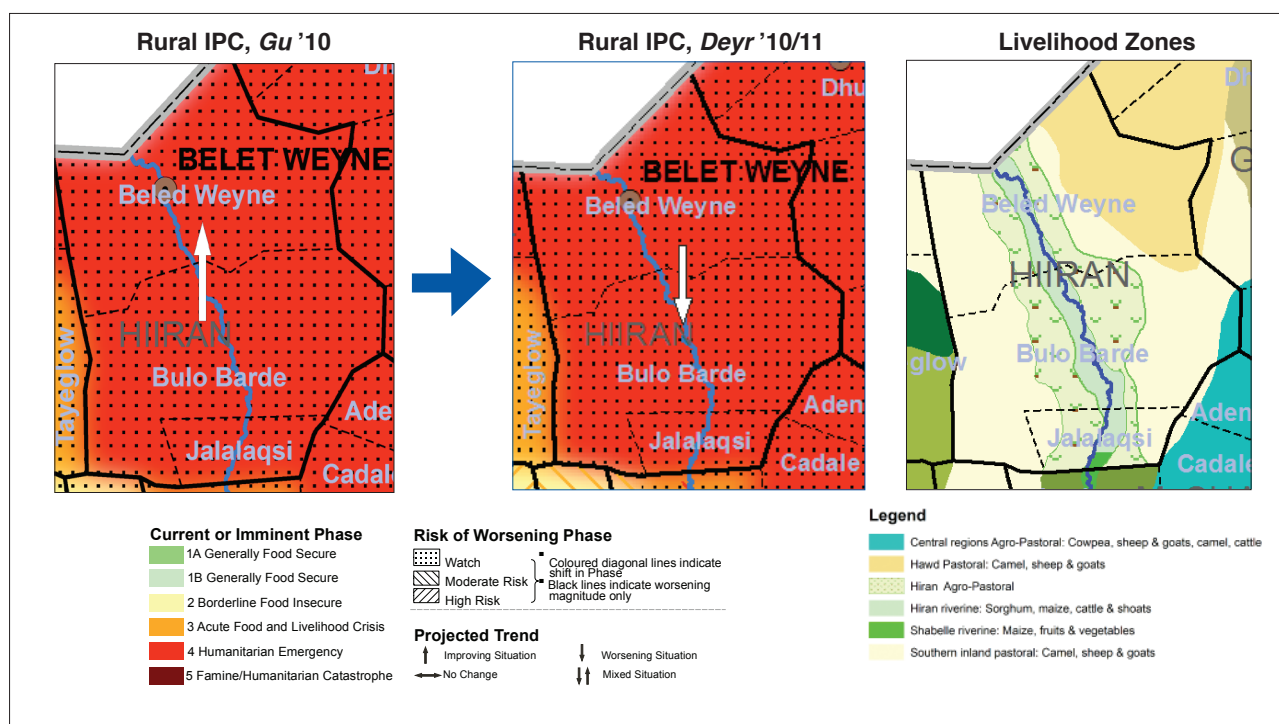 Rural IPC, Gu ’10
Rural IPC, Deyr ’10/11
Livelihood Zones
BELET WEYNE
Beled Weyne
HIIRAN
Bulo Barde
Tayeglow
Aden
Jalalaqsi
Cadale
Dhu
BELET WEYNE
Beled Weyne
HIIRAN
Bulo Barde
Tayeglow
Aden
Jalalaqsi
Cadale
G
Beled Weyne
HIIRAN
Bulo Barde
glow
Aden
Jalalaqsi
Cadale
Current or Imminent Phase
1A Generally Food Secure
1B Generally Food Secure
2 Borderline Food Insecure
3 Acute Food and Livelihood Crisis
4 Humanitarian Emergency
5 Famine/Humanitarian Catastrophe
Risk of Worsening Phase
Watch
Moderate Risk
High Risk
Coloured diagonal lines indicate
shift in Phase
Black lines indicate worsening
magnitude only
Projected Trend
Improving Situation
Worsening Situation
No Change
Mixed Situation
Legend
Central regions Agro-Pastoral: Cowpea, sheep & goats, camel, cattle
Hawd Pastoral: Camel, sheep & goats
Hiran Agro-Pastoral
Hiran riverine: Sorghum, maize, cattle & shoats
Shabelle riverine: Maize, fruits & vegetables
Southern inland pastoral: Camel, sheep & goats